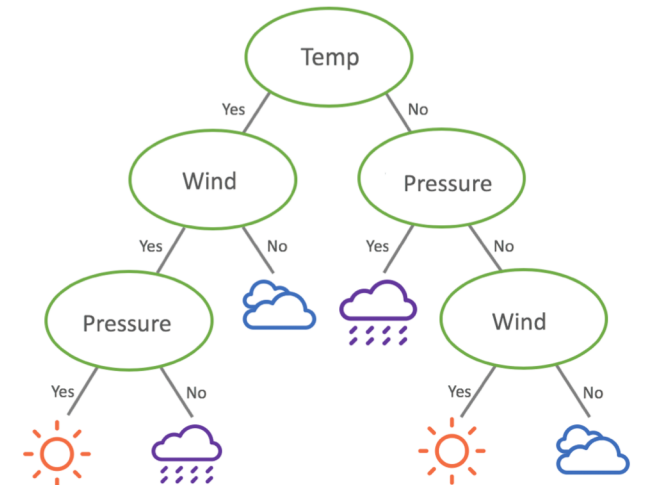 Temp
Yes
No
Wind
Pressure
Yes
No
Yes
No
Pressure
Wind
Yes
No
Yes
No